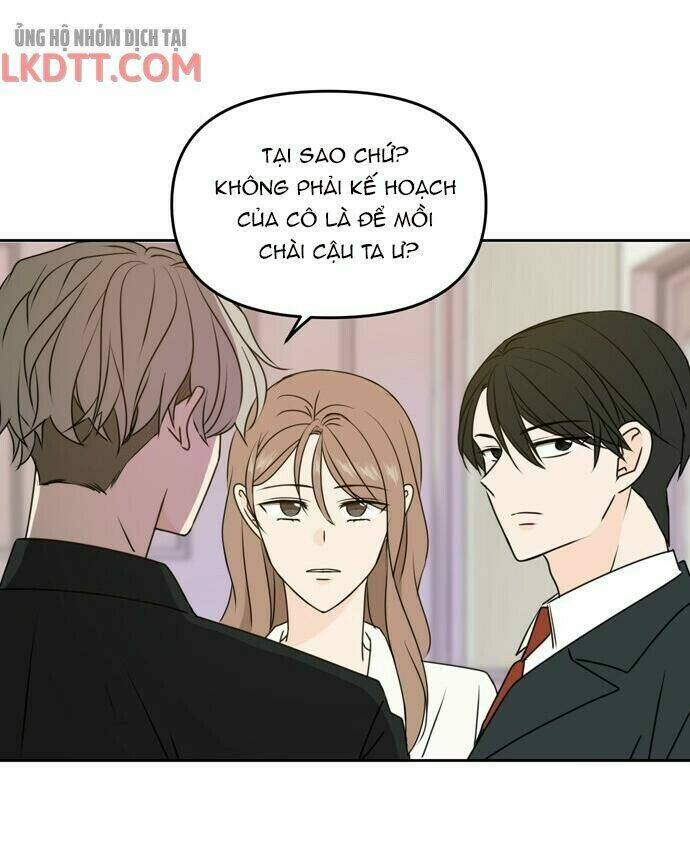 ỦNG HỘ NHÓM DỊCH TẠI
LKDTT.COM
TẠI SAO CHỨ?
KHÔNG PHẢI KẾ HOẠCH
CỦA CÔ LÀ ĐỂ MỒI
CHÀI CẬU TA Ư?